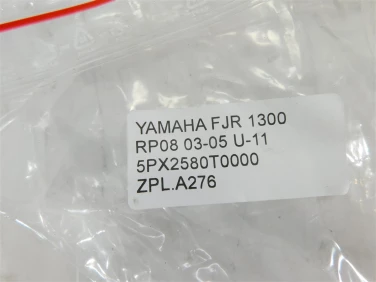 YAMAHA FJR 1300
RP08 03-05 U-11
5PX2580T0000
ZPL.A276